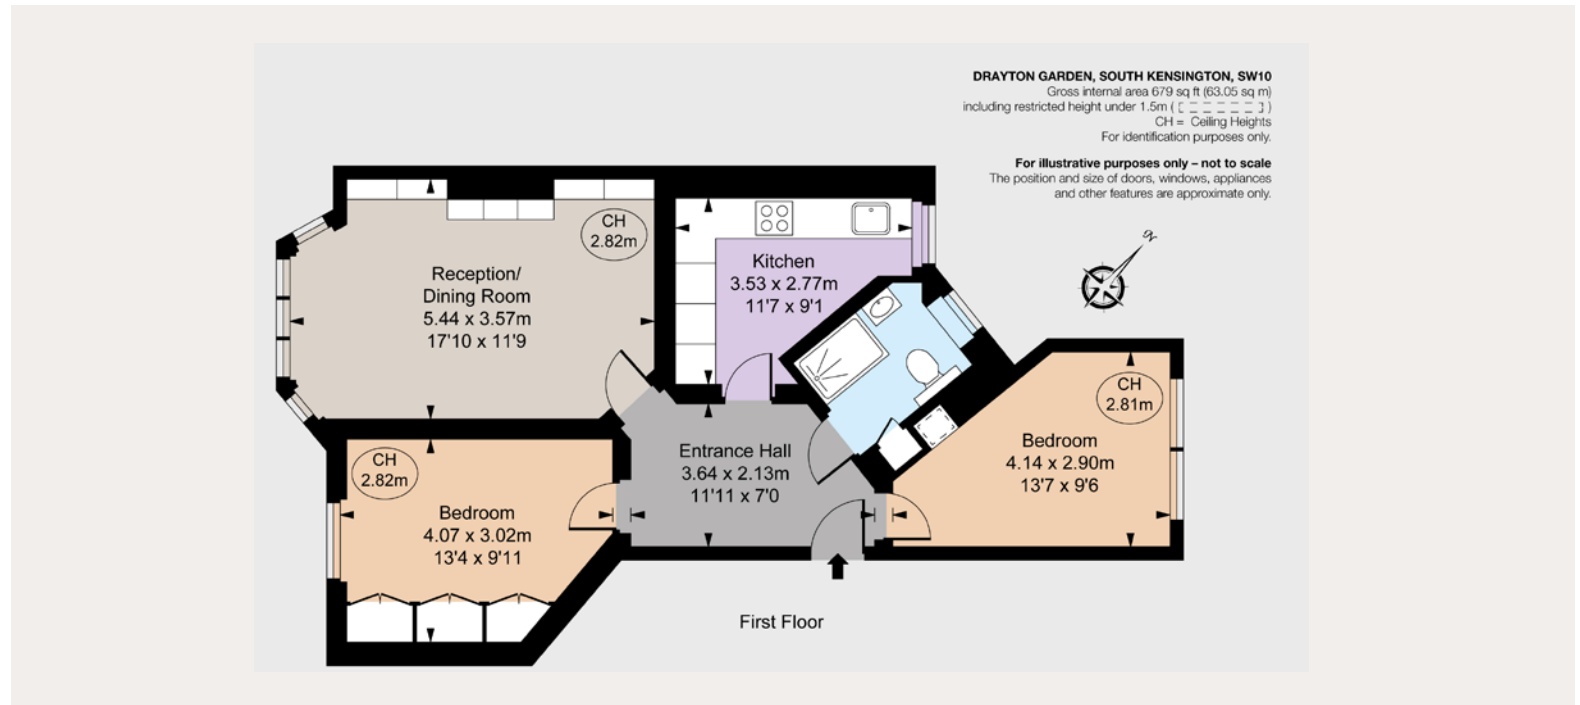 DRAYTON GARDEN, SOUTH KENSINGTON, SW10
Gross internal area 679 sq ft (63.05 sq m)
including restricted height under 1.5m ( )
CH = Ceiling Heights
For identification purposes only.
For illustrative purposes only – not to scale
The position and size of doors, windows, appliances
and other features are approximate only.
N
CH
2.82m
Reception/
Dining Room
5.44 x 3.57m
17'10 x 11'9
Kitchen
3.53 x 2.77m
11'7 x 9'1
CH
2.81m
Bedroom
4.14 x 2.90m
13'7 x 9'6
Entrance Hall
3.64 x 2.13m
11'11 x 7'0
CH
2.82m
Bedroom
4.07 x 3.02m
13'4 x 9'11
First Floor